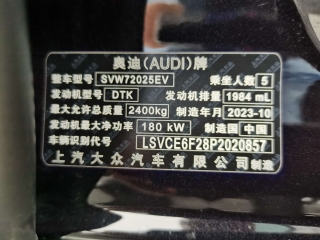 奥迪(AUDI)牌
整车型号 SVW72025EV 乘坐人数 5
发动机型号 DTK 发动机排量 1984 mL
最大允许总质量 2400kg 制造年月 2023-10
发动机最大净功率 180 kW 制造国 中国
车辆识别代号 LSVCE6F28P2020857
上汽大众汽车有限公司 制造